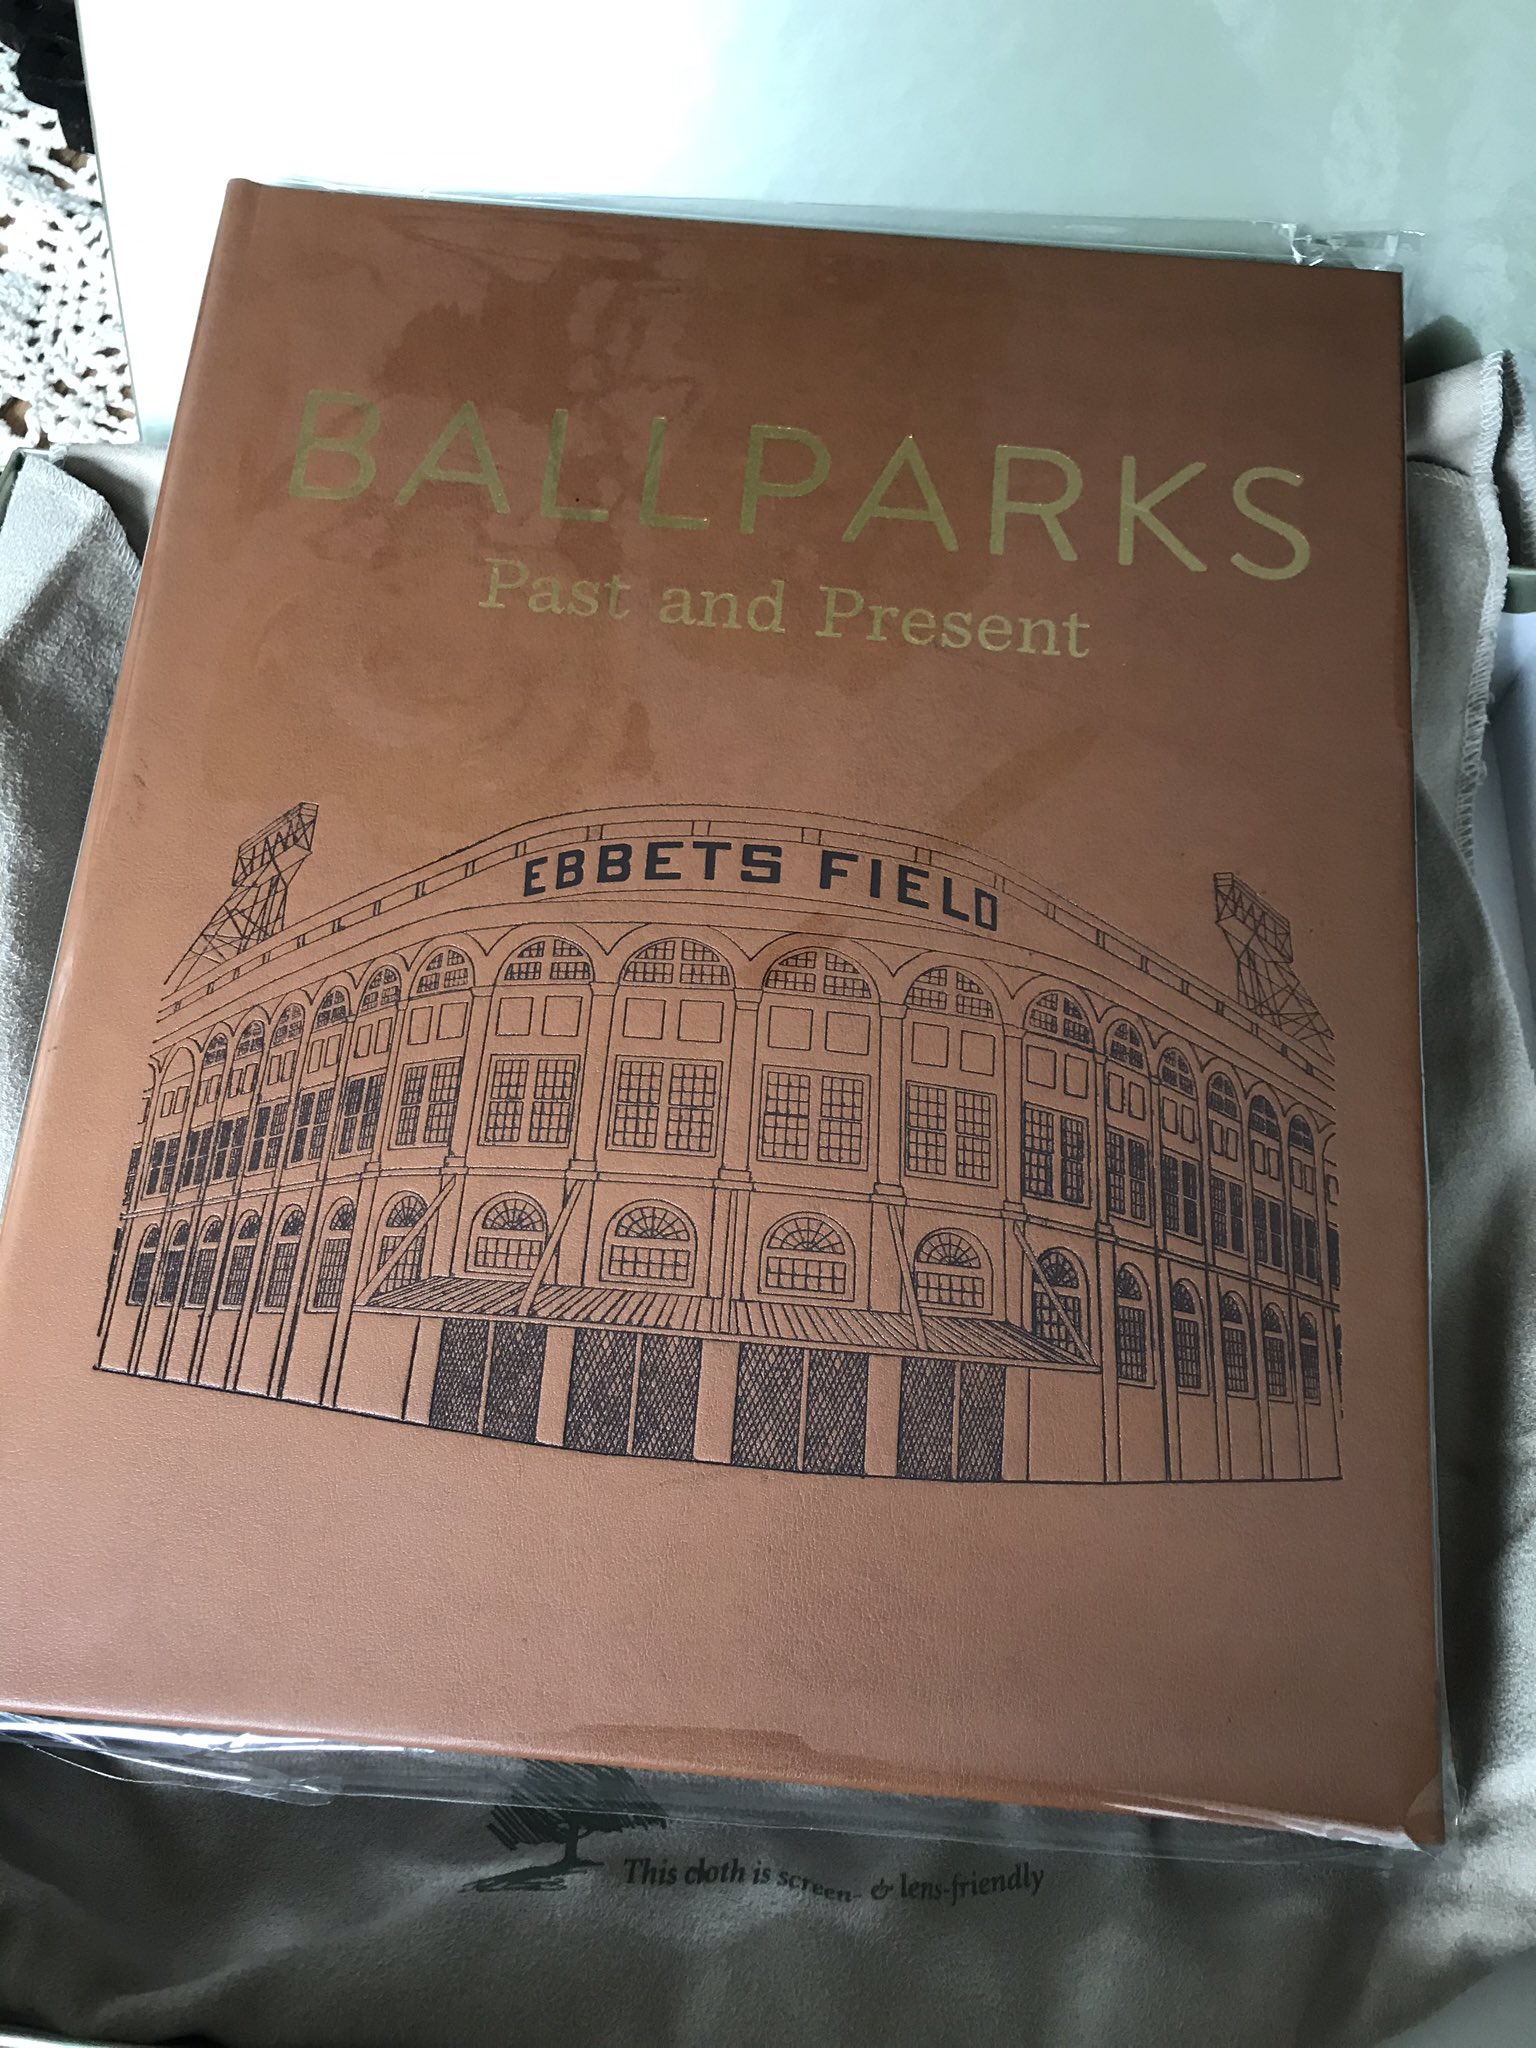 BALLPARKS
Past and Present
EBBETS FIELD
This cloth is screen- & lens-friendly